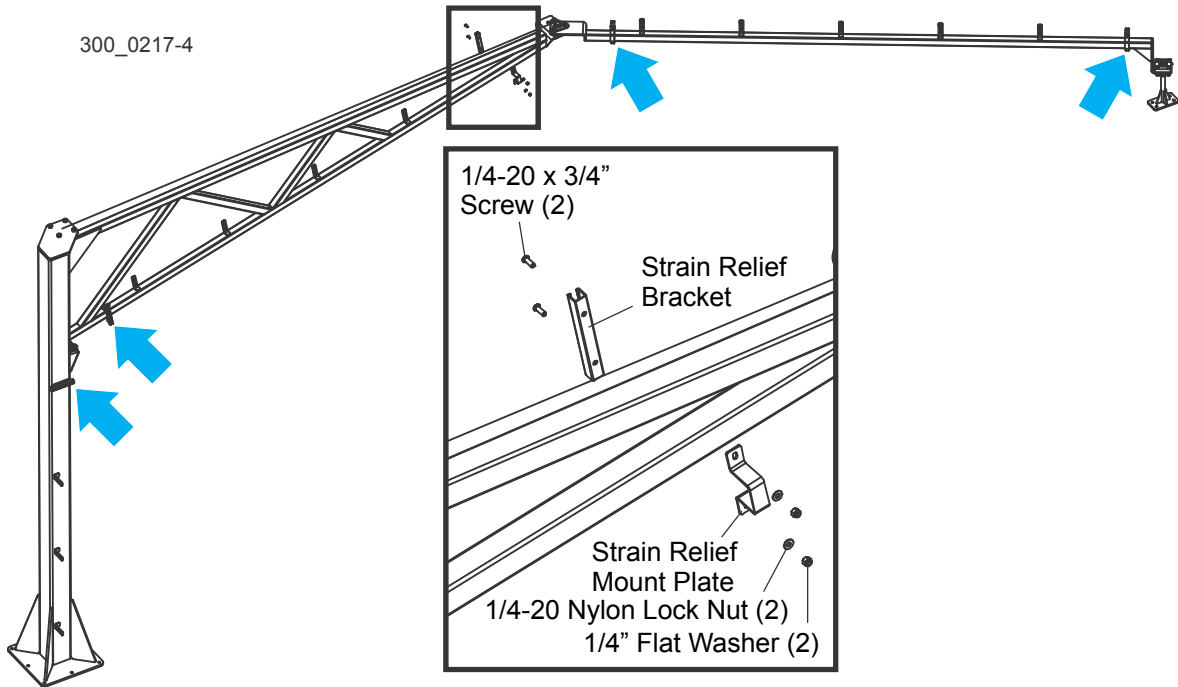 300_0217-4
1/4-20 x 3/4”
Screw (2)
Strain Relief
Bracket
Strain Relief
Mount Plate
1/4-20 Nylon Lock Nut (2)
1/4” Flat Washer (2)